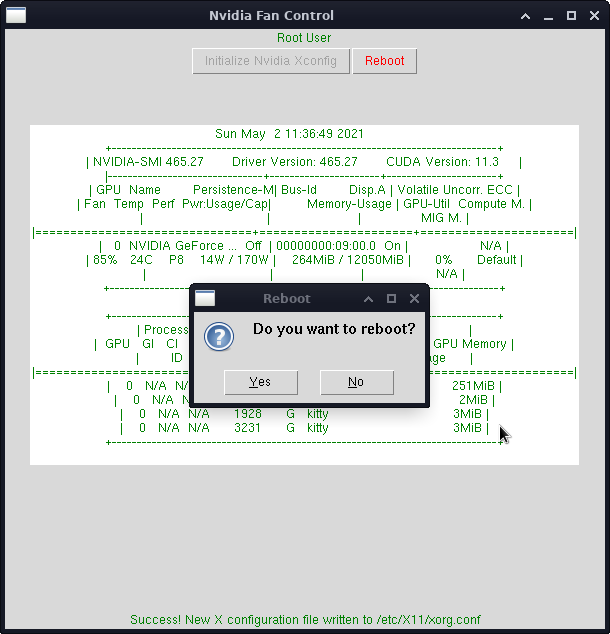 Nvidia Fan Control
Root User
Initialize Nvidia Xconfig Reboot
Sun May 2 11:36:49 2021
+-----------------------------------------------------------------------------+
| NVIDIA-SMI 465.27 Driver Version: 465.27 CUDA Version: 11.3 |
|-------------------------------+----------------------+----------------------+
| GPU Name Persistence-M| Bus-Id Disp.A | Volatile Uncorr. ECC |
| Fan Temp Perf Pwr:Usage/Cap| Memory-Usage | GPU-Util Compute M. |
| | | MIG M. |
|===============================+======================+======================|
| 0 NVIDIA GeForce ... Off | 00000000:09:00.0 On | N/A |
| 85% 24C P8 14W / 170W | 264MiB / 12050MiB | 0% Default |
| | | N/A |
Reboot
Do you want to reboot?
Yes No
| Process
| GPU GI CI GPU Memory |
| ID age |
| 0 N/A N/ 251MiB |
| 0 N/A 2MiB |
| 0 N/A N/A 1928 G kitty 3MiB |
| 0 N/A N/A 3231 G kitty 3MiB |
+-----------------------------------------------------------------------------+
Success! New X configuration file written to /etc/X11/xorg.conf